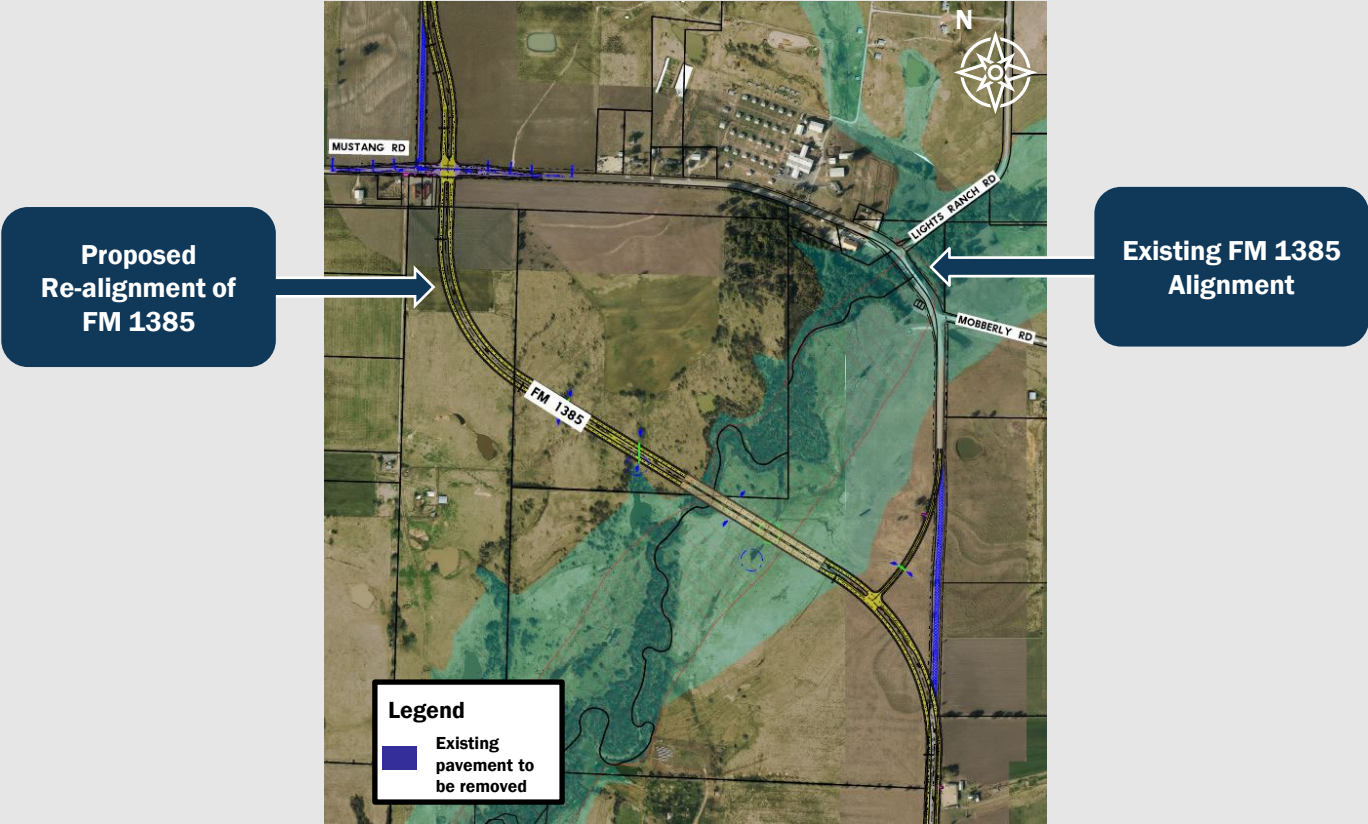 N
MUSTANG RD
LIGHTS RANCH RD
Proposed
Re-alignment of
FM 1385
Existing FM 1385
Alignment
MOBBERLY RD
FM 1385
Legend
Existing
pavement to
be removed